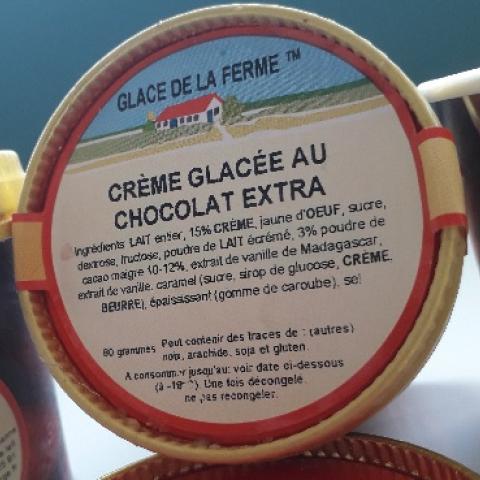 GLACE DE LA FERME ™
CRÈME GLACÉE AU
CHOCOLAT EXTRA
Ingrédients LAIT entier, 15% CRÈME, jaune d'OEUF, sucre,
dextrose, fructose, poudre de LAIT écrémé, 3% poudre de
cacao maigre 10-12%, extrait de vanille de Madagascar,
extrait de vanille. caramel (sucre, sirop de glucose, CRÈME,
BEURRE), épaississant (gomme de caroube), sel
80 grammes Peut contenir des traces de : (autres)
noix, arachide, soja et gluten.
A consommer jusqu'au: voir date ci-dessous
(à -18°). Une fois décongelé,
ne pas recongeler.